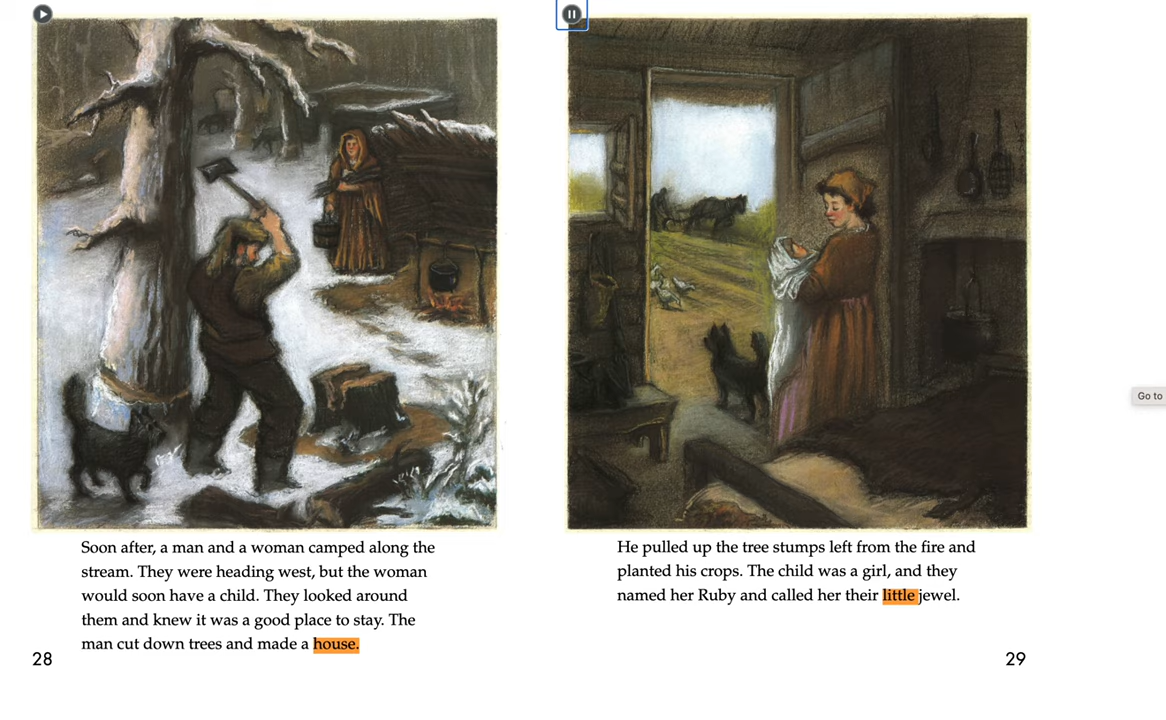 Soon after, a man and a woman camped along the
stream. They were heading west, but the woman
would soon have a child. They looked around
them and knew it was a good place to stay. The
man cut down trees and made a house.
28
He pulled up the tree stumps left from the fire and
planted his crops. The child was a girl, and they
named her Ruby and called her their little jewel.
29
Go to